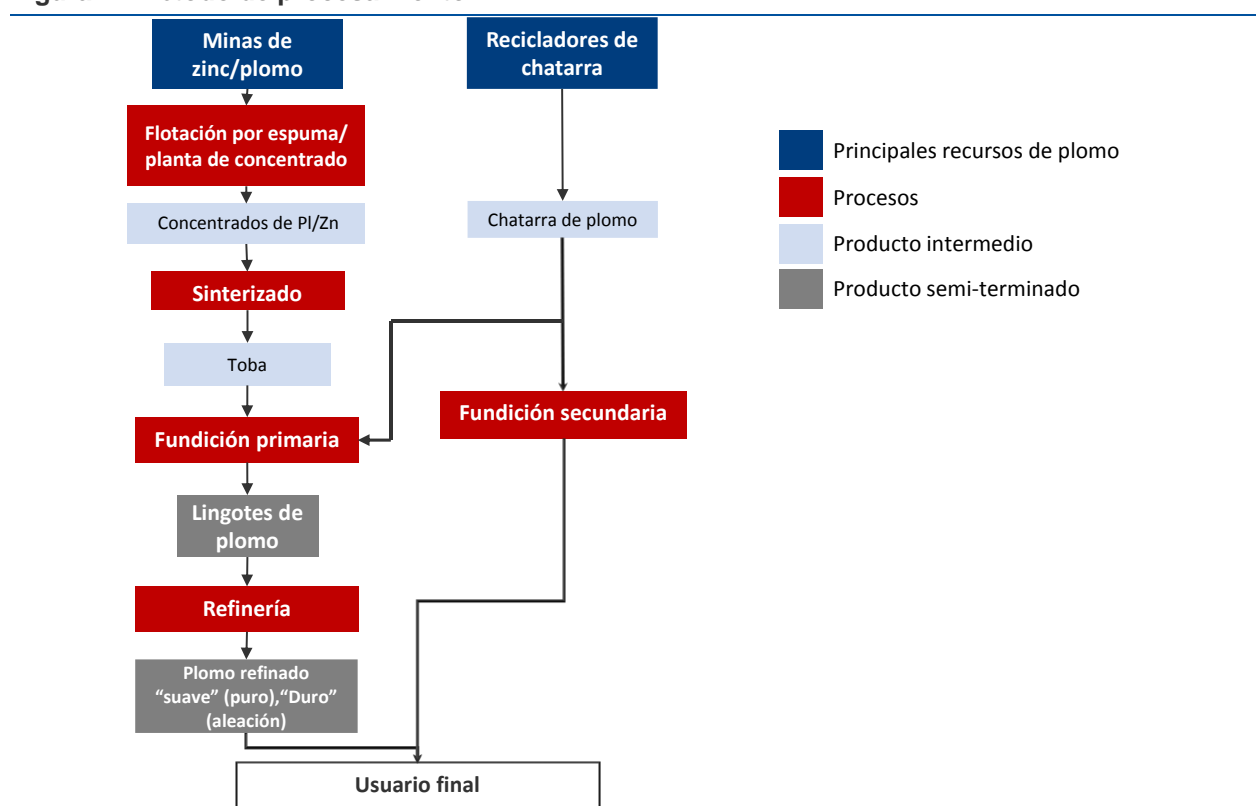 Minas de
zinc/plomo
Recicladores de
chatarra
Flotación por espuma/
planta de concentrado
Principales recursos de plomo
Procesos
Concentrados de Pl/Zn
Chatarra de plomo
Producto intermedio
Sinterizado
Producto semi-terminado
Toba
Fundición secundaria
Fundición primaria
Lingotes de
plomo
Refinería
Plomo refinado
“suave” (puro),“Duro”
(aleación)
Usuario final